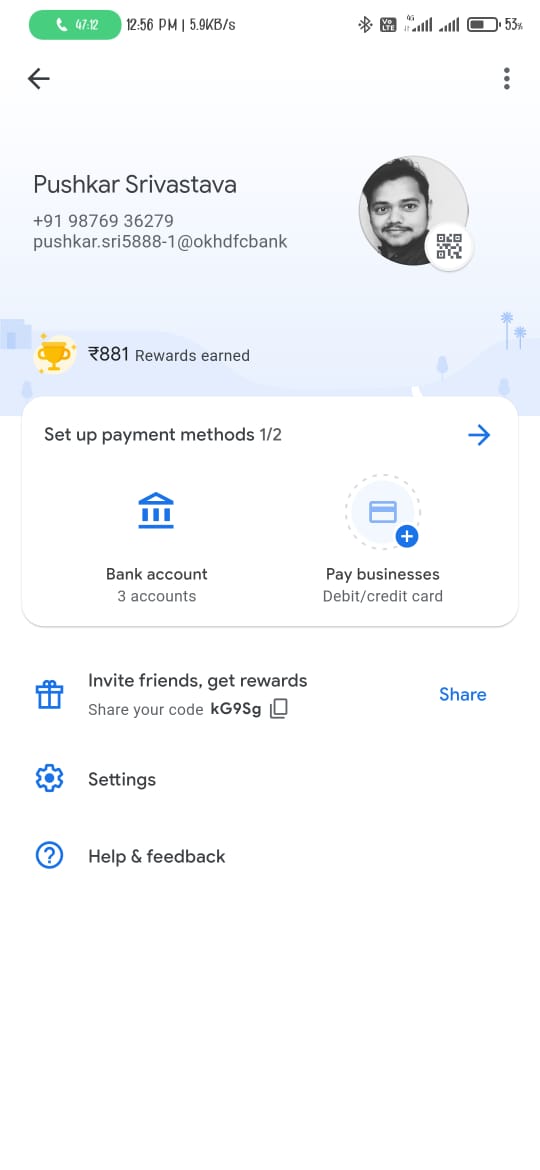 47:12 12:56 PM | 5.9KB/s Vo LTE 4G 53%
Pushkar Srivastava
+91 98769 36279
pushkar.sri5888-1@okhdfcbank
₹881 Rewards earned
Set up payment methods 1/2
Bank account
3 accounts
Pay businesses
Debit/credit card
Invite friends, get rewards
Share your code kG9Sg
Share
Settings
Help & feedback